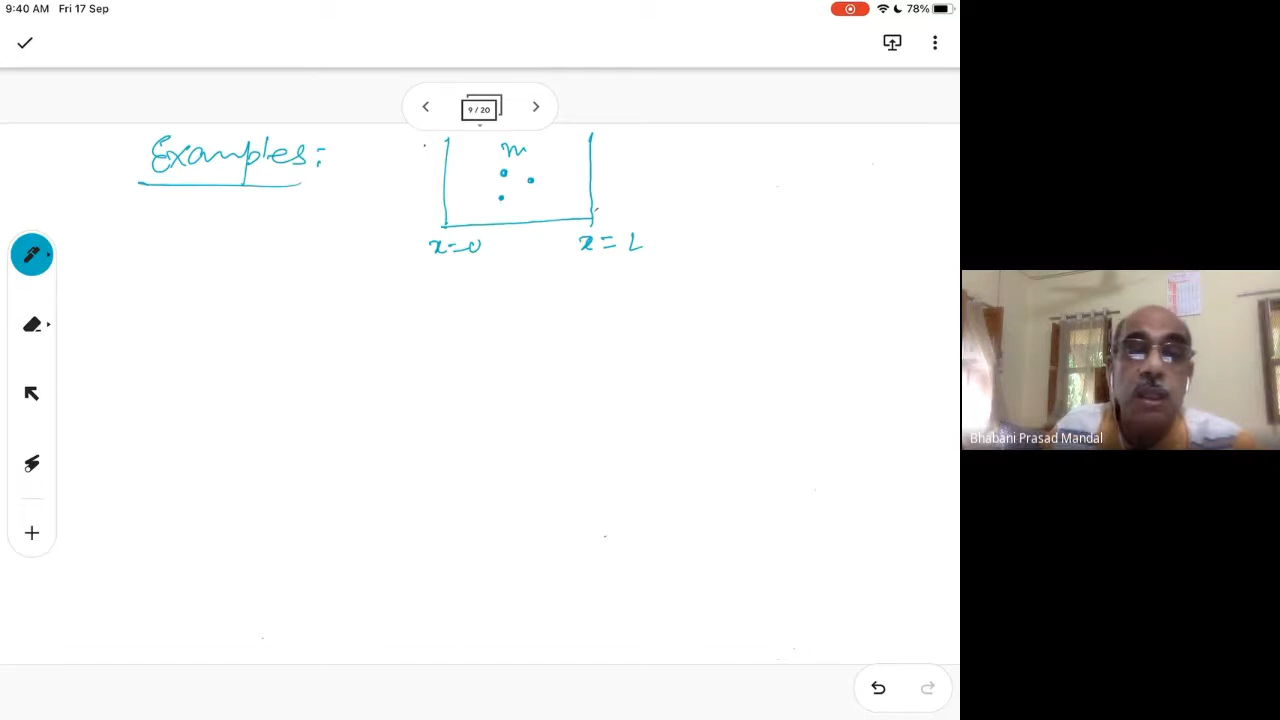 9:40 AM Fri 17 Sep
78%
9 / 20
Examples:
m
x=0
x = L
Bhabani Prasad Mandal